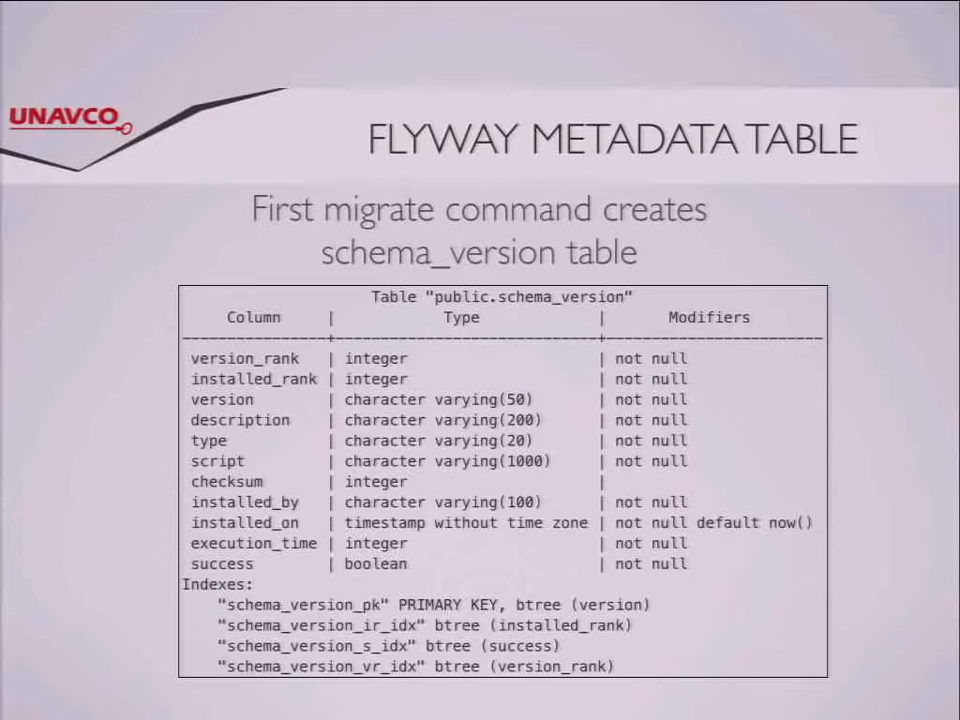 UNAVCO
FLYWAY METADATA TABLE
First migrate command creates
schema_version table
Table "public.schema_version"
Column | Type | Modifiers
-----------------+-----------------------------+------------------------
version_rank | integer | not null
installed_rank | integer | not null
version | character varying(50) | not null
description | character varying(200) | not null
type | character varying(20) | not null
script | character varying(1000) | not null
checksum | integer |
installed_by | character varying(100) | not null
installed_on | timestamp without time zone | not null default now()
execution_time | integer | not null
success | boolean | not null
Indexes:
"schema_version_pk" PRIMARY KEY, btree (version)
"schema_version_ir_idx" btree (installed_rank)
"schema_version_s_idx" btree (success)
"schema_version_vr_idx" btree (version_rank)